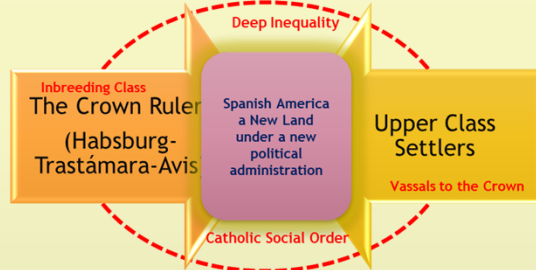 Deep Inequality
Inbreeding Class
The Crown Ruler
(Habsburg-
Trastámara-Avis)
Spanish America
a New Land
under a new
political
administration
Upper Class
Settlers
Vassals to the Crown
Catholic Social Order